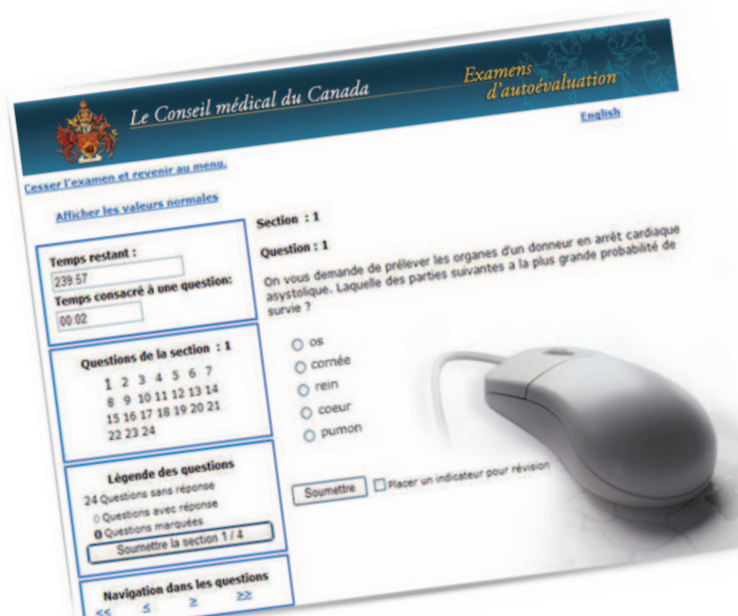 Le Conseil médical du Canada
Examens
d'autoévaluation
English
Cesser l'examen et revenir au menu.
Afficher les valeurs normales
Temps restant :
239:57
Temps consacré à une question:
00:02
Questions de la section : 1
1 2 3 4 5 6 7
8 9 10 11 12 13 14
15 16 17 18 19 20 21
22 23 24
Légende des questions
24 Questions sans réponse
0 Questions avec réponse
0 Questions marquées
Soumettre la section 1 / 4
Navigation dans les questions
<< < > >>
Section : 1
Question : 1
On vous demande de prélever les organes d'un donneur en arrêt cardiaque
asystolique. Laquelle des parties suivantes a la plus grande probabilité de
survie ?
os
cornée
rein
coeur
pumon
Soumettre
Placer un indicateur pour révision